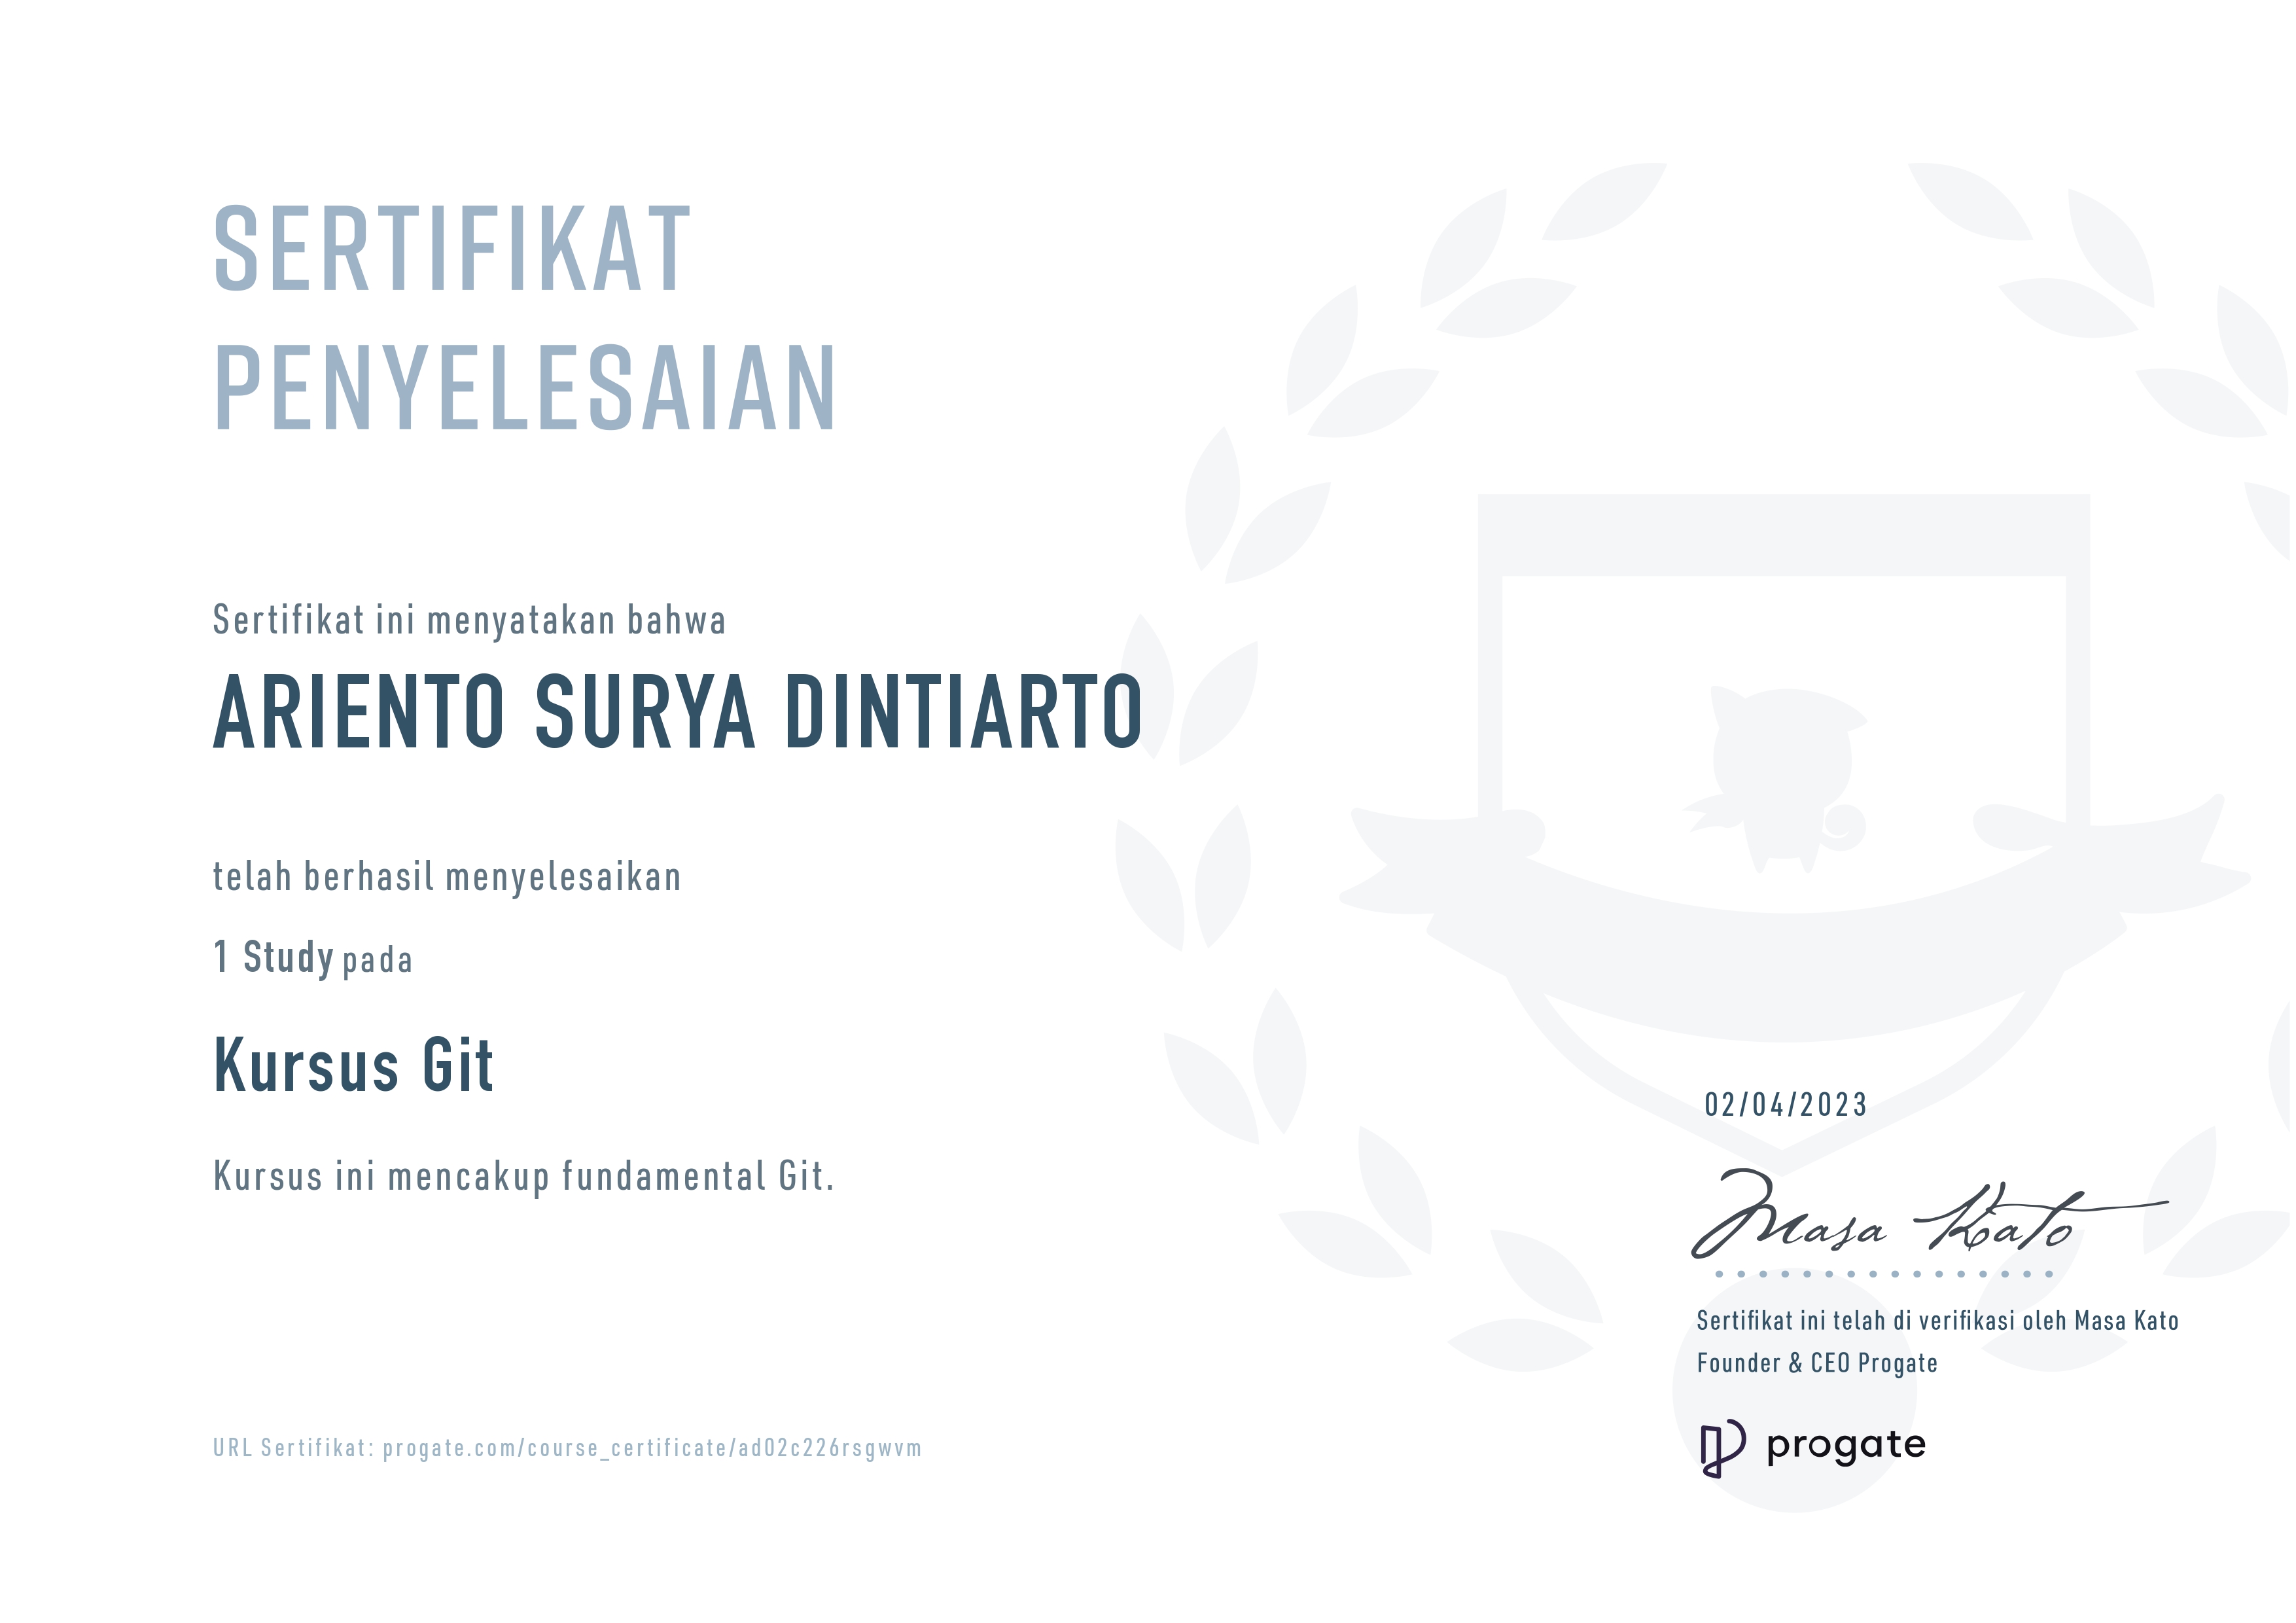 SERTIFIKAT
PENYELESAIAN
Sertifikat ini menyatakan bahwa
ARIENTO SURYA DINTIARTO
telah berhasil menyelesaikan
1 Study pada
Kursus Git
Kursus ini mencakup fundamental Git.
02/04/2023
Masa Kato
Sertifikat ini telah di verifikasi oleh Masa Kato
Founder & CEO Progate
progate
URL Sertifikat: progate.com/course_certificate/ad02c226rsgwvm